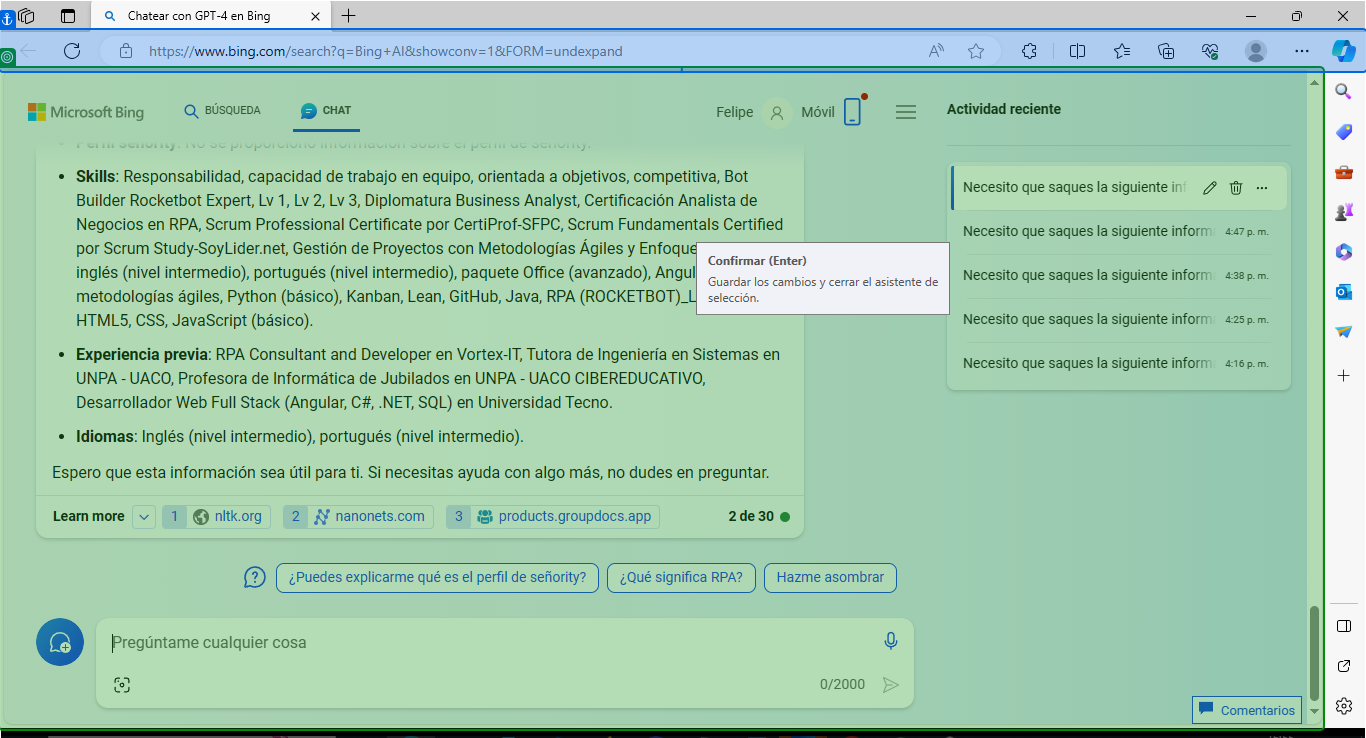 Chatear con GPT-4 en Bing
https://www.bing.com/search?q=Bing+AI&showconv=1&FORM=undexpand
Microsoft Bing
BÚSQUEDA
CHAT
Felipe
Móvil
Actividad reciente
Perfil señority: No se proporcionó información sobre el perfil de señority.
• Skills: Responsabilidad, capacidad de trabajo en equipo, orientada a objetivos, competitiva, Bot
Builder Rocketbot Expert, Lv 1, Lv 2, Lv 3, Diplomatura Business Analyst, Certificación Analista de
Negocios en RPA, Scrum Professional Certificate por CertiProf-SFPC, Scrum Fundamentals Certified
por Scrum Study-SoyLider.net, Gestión de Proyectos con Metodologías Ágiles y Enfoque
inglés (nivel intermedio), portugués (nivel intermedio), paquete Office (avanzado), Angul
metodologías ágiles, Python (básico), Kanban, Lean, GitHub, Java, RPA (ROCKETBOT)_L
HTML5, CSS, JavaScript (básico).
• Experiencia previa: RPA Consultant and Developer en Vortex-IT, Tutora de Ingeniería en Sistemas en
UNPA - UACO, Profesora de Informática de Jubilados en UNPA - UACO CIBEREDUCATIVO,
Desarrollador Web Full Stack (Angular, C#, .NET, SQL) en Universidad Tecno.
• Idiomas: Inglés (nivel intermedio), portugués (nivel intermedio).
Espero que esta información sea útil para ti. Si necesitas ayuda con algo más, no dudes en preguntar.
Learn more
1 nltk.org
2 nanonets.com
3 products.groupdocs.app
2 de 30
Confirmar (Enter)
Guardar los cambios y cerrar el asistente de
selección.
Necesito que saques la siguiente inf
Necesito que saques la siguiente inform 4:47 p. m.
Necesito que saques la siguiente inform 4:38 p. m.
Necesito que saques la siguiente inform 4:25 p. m.
Necesito que saques la siguiente inform 4:16 p. m.
¿Puedes explicarme qué es el perfil de señority?
¿Qué significa RPA?
Hazme asombrar
Pregúntame cualquier cosa
0/2000
Comentarios